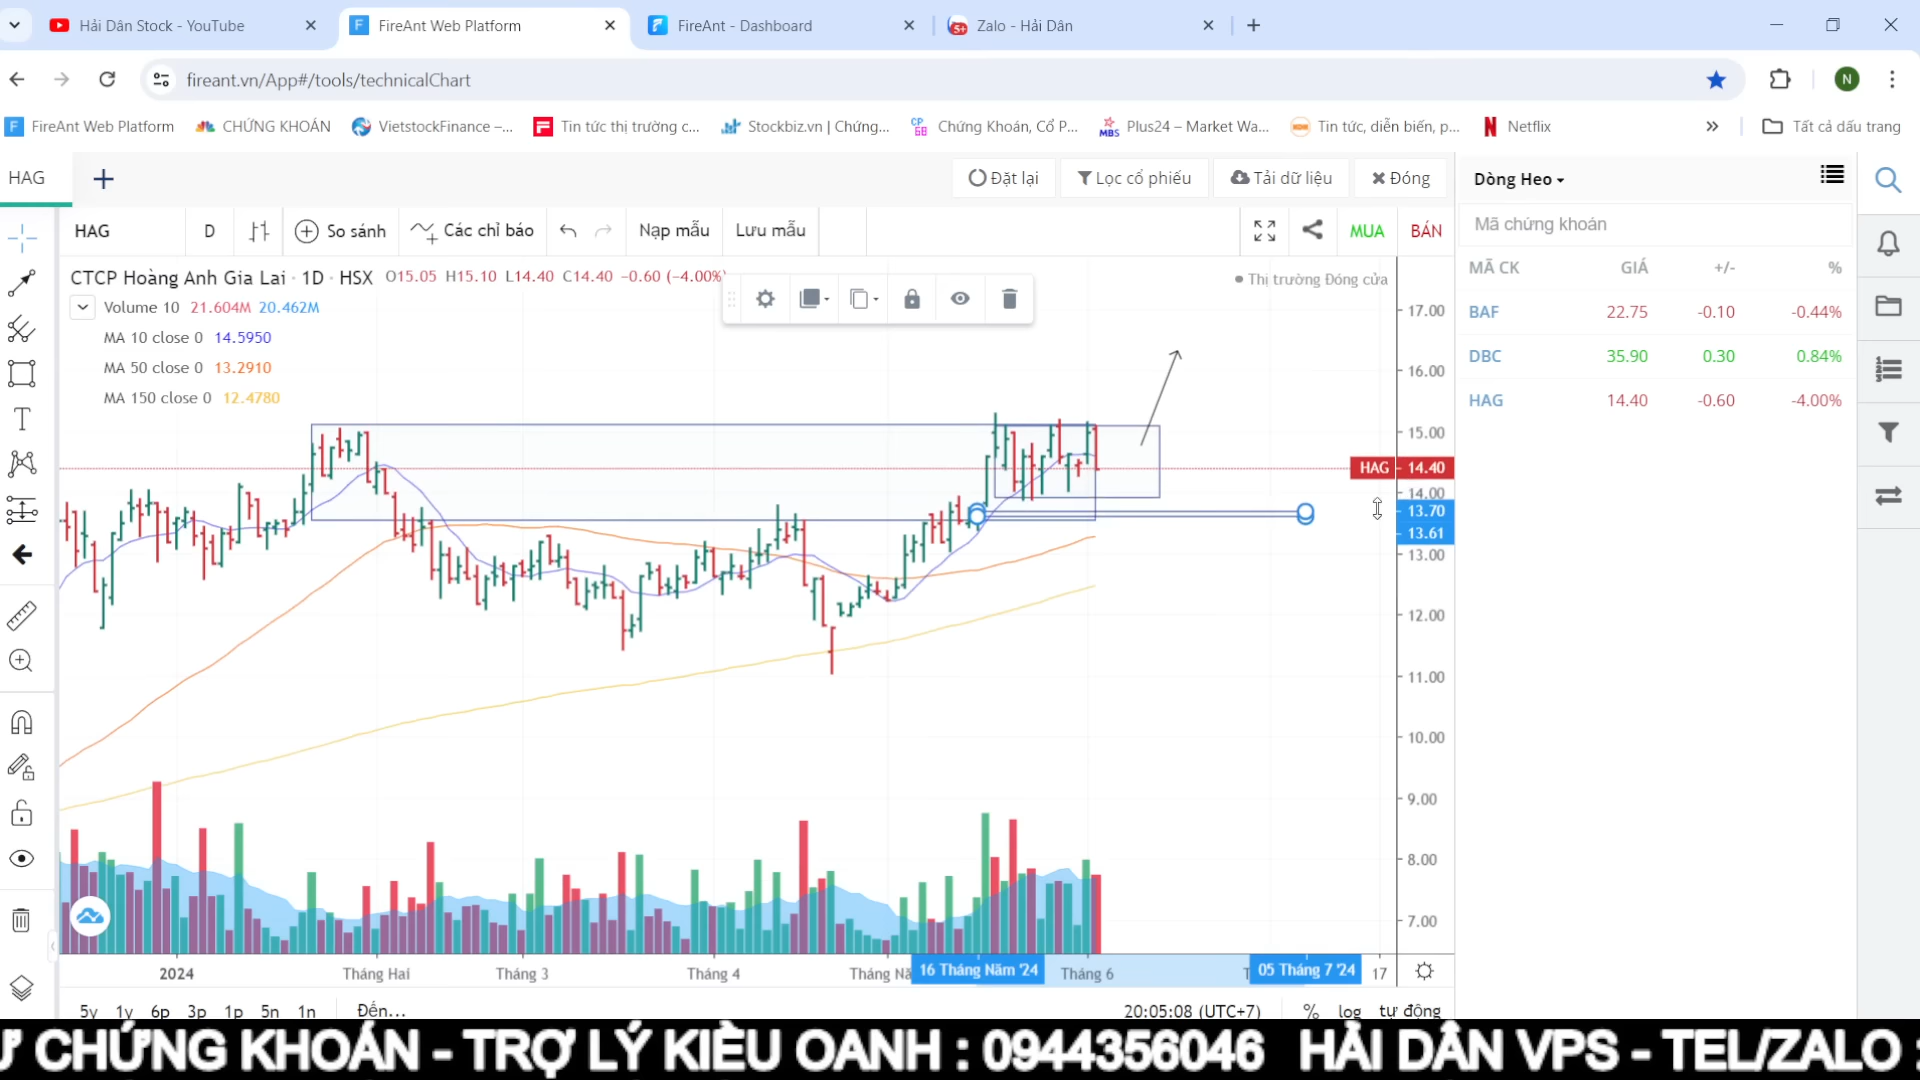 Hải Dân Stock - YouTube
FireAnt Web Platform
FireAnt - Dashboard
Zalo - Hải Dân
fireant.vn/App#/tools/technicalChart
N
FireAnt Web Platform
CHỨNG KHOÁN
VietstockFinance –...
Tin tức thị trường c...
Stockbiz.vn | Chứng...
Chứng Khoán, Cổ P...
Plus24 – Market Wa...
Tin tức, diễn biến, p...
Netflix
Tất cả dấu trang
HAG
Đặt lại
Lọc cổ phiếu
Tải dữ liệu
Đóng
Dòng Heo
HAG
D
So sánh
Các chỉ báo
Nạp mẫu
Lưu mẫu
MUA
BÁN
Mã chứng khoán
CTCP Hoàng Anh Gia Lai · 1D · HSX O15.05 H15.10 L14.40 C14.40 −0.60 (−4.00%)
Thị trường Đóng cửa
Volume 10 21.604M 20.462M
MA 10 close 0 14.5950
MA 50 close 0 13.2910
MA 150 close 0 12.4780
MÃ CK GIÁ +/- %
BAF 22.75 -0.10 -0.44%
DBC 35.90 0.30 0.84%
HAG 14.40 -0.60 -4.00%
17.00
16.00
15.00
HAG 14.40
14.00
13.70
13.61
13.00
12.00
11.00
10.00
9.00
8.00
7.00
2024
Tháng Hai
Tháng 3
Tháng 4
Tháng Nă
16 Tháng Năm '24
Tháng 6
T
05 Tháng 7 '24
17
5y 1y 6p 3p 1p 5n 1n
Đến...
20:05:08 (UTC+7)
% log tự động
Ư CHỨNG KHOÁN - TRỢ LÝ KIỀU OANH : 0944356046 HẢI DÂN VPS - TEL/ZALO :